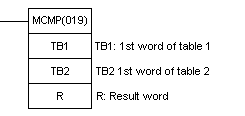 MCMP(019)
TB1 TB1: 1st word of table 1
TB2 TB2 1st word of table 2
R R: Result word